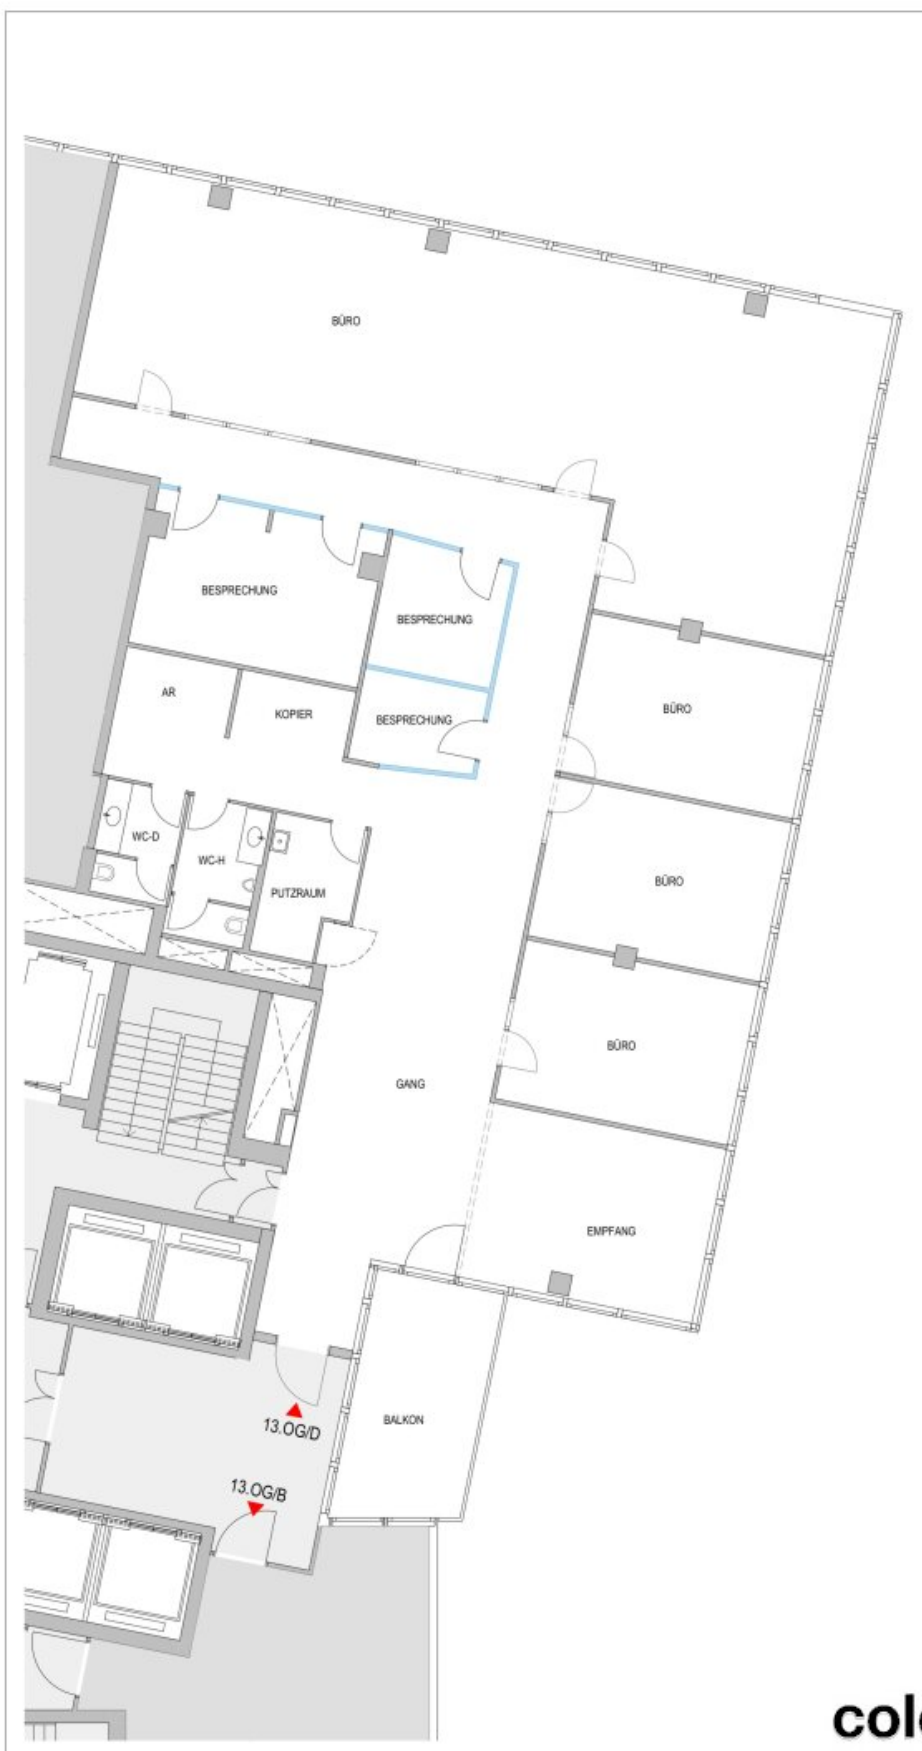 BÜRO
BESPRECHUNG
BESPRECHUNG
AR
KOPIER
BESPRECHUNG
BÜRO
WC-D
WC-H
PUTZRAUM
BÜRO
BÜRO
GANG
EMPFANG
BALKON
13.OG/D
13.OG/B